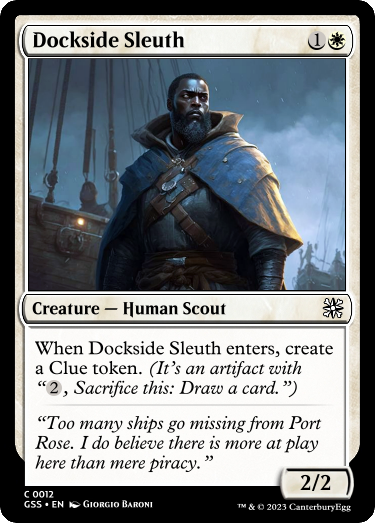 Dockside Sleuth 1
Creature — Human Scout
When Dockside Sleuth enters, create
a Clue token. (It's an artifact with
“2, Sacrifice this: Draw a card.”)
“Too many ships go missing from Port
Rose. I do believe there is more at play
here than mere piracy.”
2/2
C 0012
GSS • EN Giorgio Baroni
™ & © 2023 CanterburyEgg